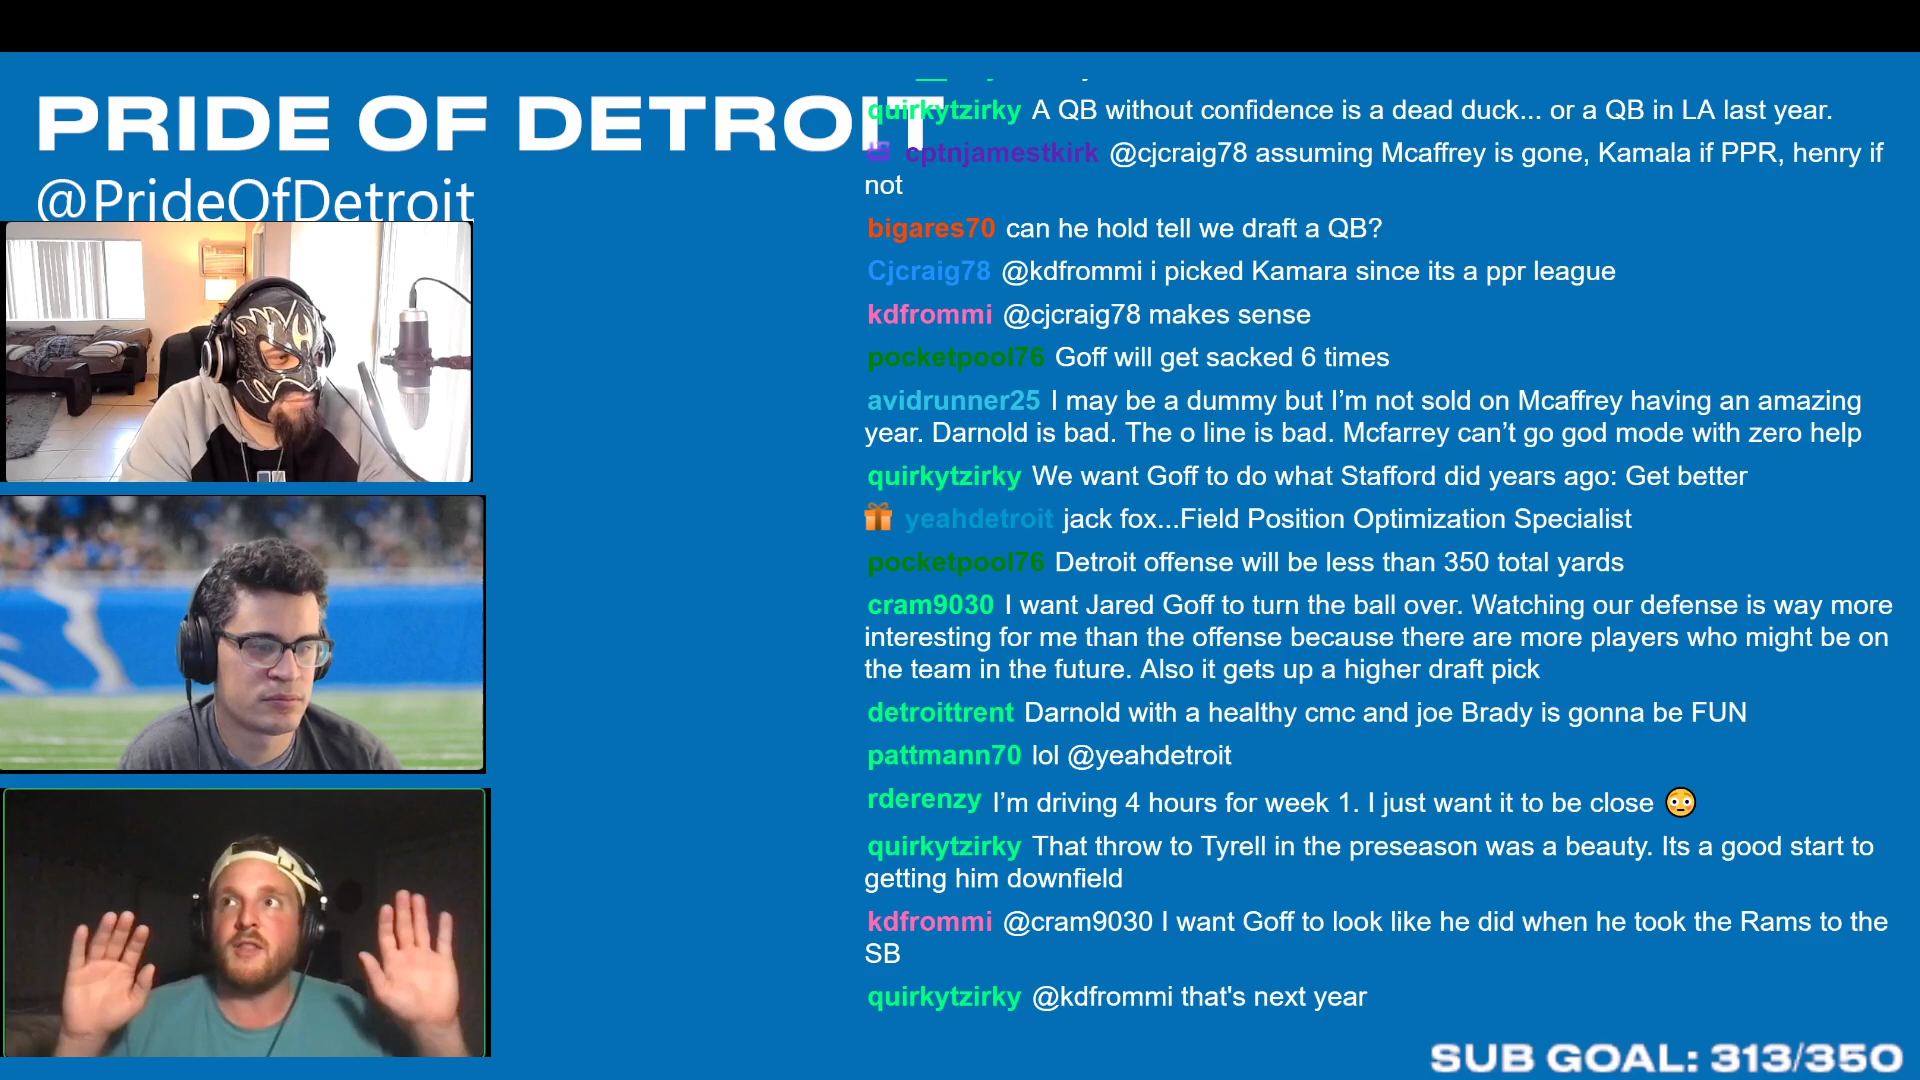 PRIDE OF DETROIT
@PrideOfDetroit
quirkytzirky A QB without confidence is a dead duck... or a QB in LA last year.
cptnjamestkirk @cjcraig78 assuming Mcaffrey is gone, Kamala if PPR, henry if
not
bigares70 can he hold tell we draft a QB?
Cjcraig78 @kdfrommi i picked Kamara since its a ppr league
kdfrommi @cjcraig78 makes sense
pocketpool76 Goff will get sacked 6 times
avidrunner25 I may be a dummy but I’m not sold on Mcaffrey having an amazing
year. Darnold is bad. The o line is bad. Mcfarrey can’t go god mode with zero help
quirkytzirky We want Goff to do what Stafford did years ago: Get better
yeahdetroit jack fox...Field Position Optimization Specialist
pocketpool76 Detroit offense will be less than 350 total yards
cram9030 I want Jared Goff to turn the ball over. Watching our defense is way more
interesting for me than the offense because there are more players who might be on
the team in the future. Also it gets up a higher draft pick
detroittrent Darnold with a healthy cmc and joe Brady is gonna be FUN
pattmann70 lol @yeahdetroit
rderenzy I’m driving 4 hours for week 1. I just want it to be close 😳
quirkytzirky That throw to Tyrell in the preseason was a beauty. Its a good start to
getting him downfield
kdfrommi @cram9030 I want Goff to look like he did when he took the Rams to the
SB
quirkytzirky @kdfrommi that's next year
SUB GOAL: 313/350